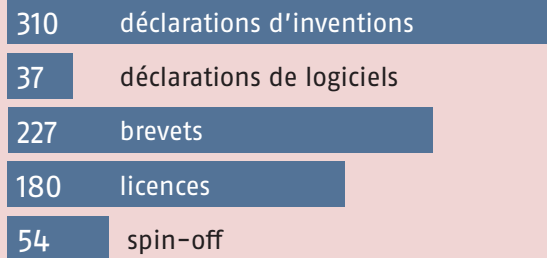 310 déclarations d'inventions
37 déclarations de logiciels
227 brevets
180 licences
54 spin-off